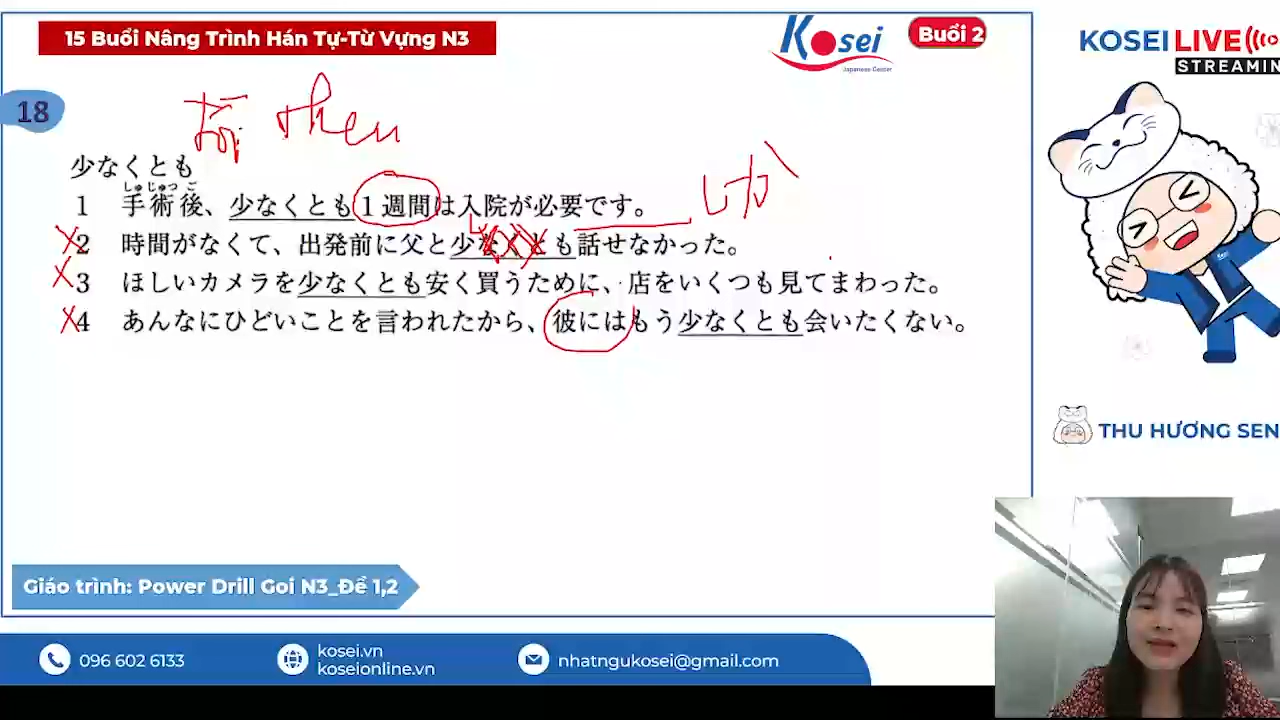 15 Buổi Nâng Trình Hán Tự-Từ Vựng N3
Kosei
Japanese Center
Buổi 2
KOSEI LIVE
STREAMIN
18
tối then
少なくとも
しゅじゅつご
1 手術後、少なくとも1週間は入院が必要です。
しか
2 時間がなくて、出発前に父と少なくとも話せなかった。
3 ほしいカメラを少なくとも安く買うために、店をいくつも見てまわった。
4 あんなにひどいことを言われたから、彼にはもう少なくとも会いたくない。
THU HƯƠNG SEN
Giáo trình: Power Drill Goi N3_Đề 1,2
096 602 6133
kosei.vn
koseionline.vn
nhatngukosei@gmail.com